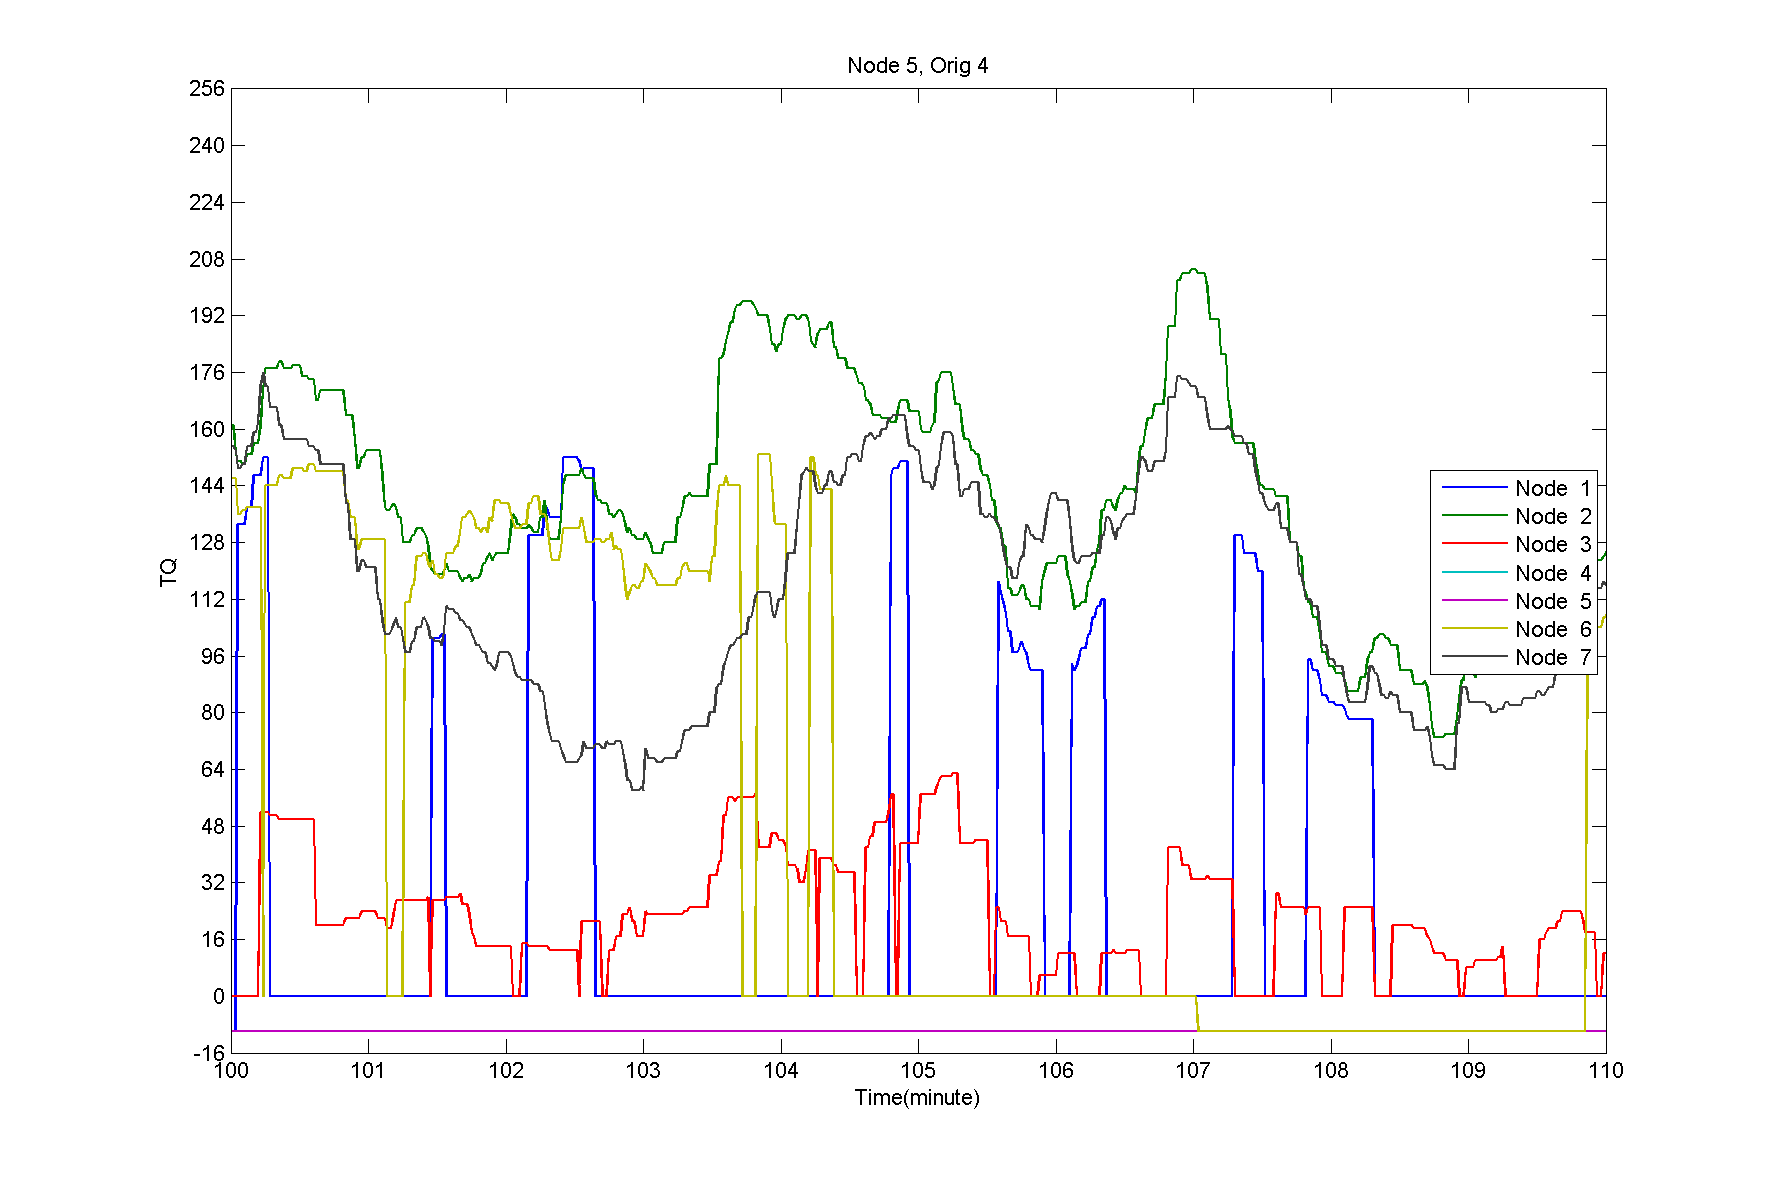 Node 5, Orig 4
256
240
224
208
192
176
160
144
128
112
96
80
64
48
32
16
0
-16
TQ
Node 1
Node 2
Node 3
Node 4
Node 5
Node 6
Node 7
100 101 102 103 104 105 106 107 108 109 110
Time(minute)